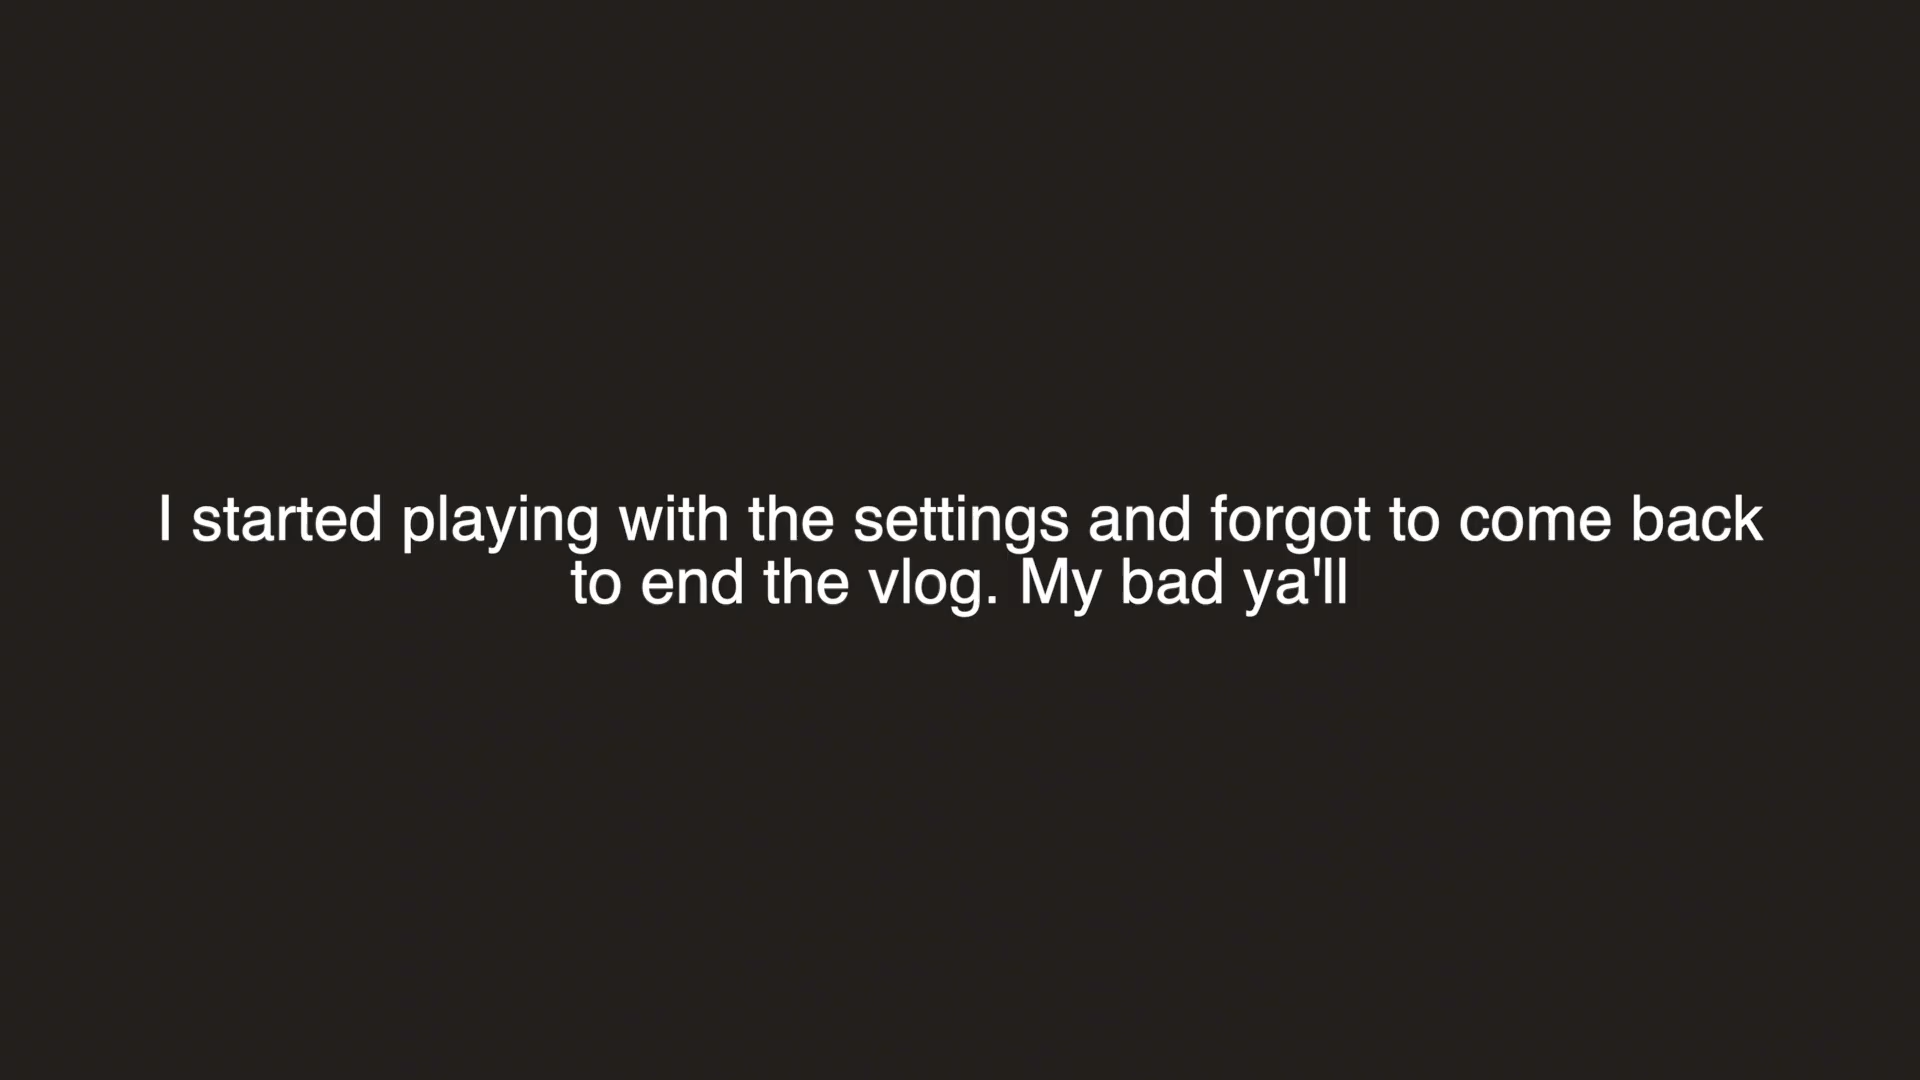 I started playing with the settings and forgot to come back
to end the vlog. My bad ya'll